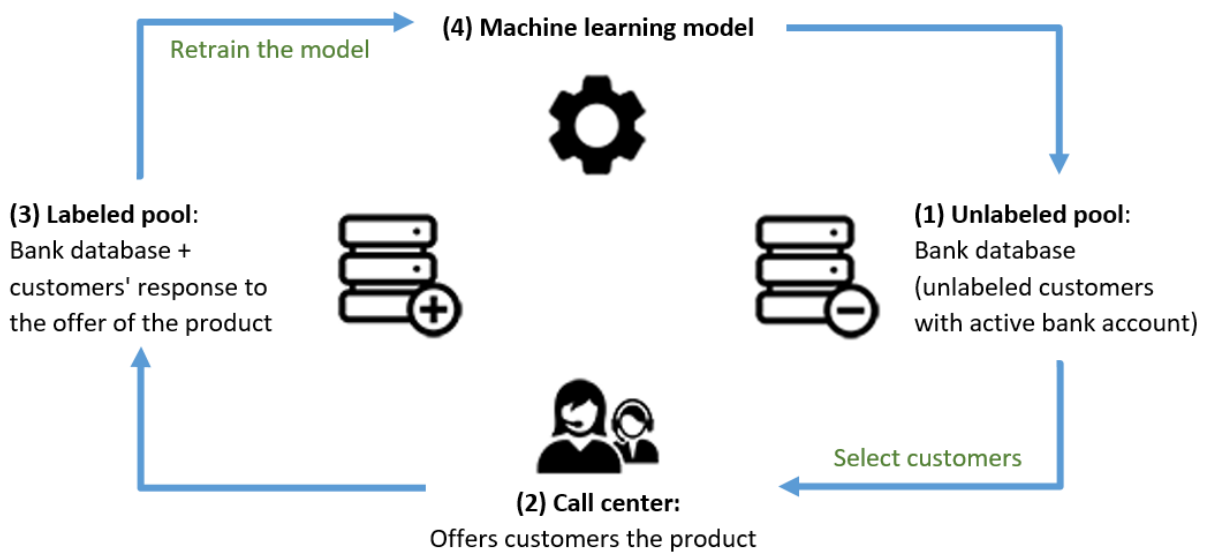 (4) Machine learning model
Retrain the model
(3) Labeled pool:
Bank database +
customers' response to
the offer of the product
(1) Unlabeled pool:
Bank database
(unlabeled customers
with active bank account)
Select customers
(2) Call center:
Offers customers the product